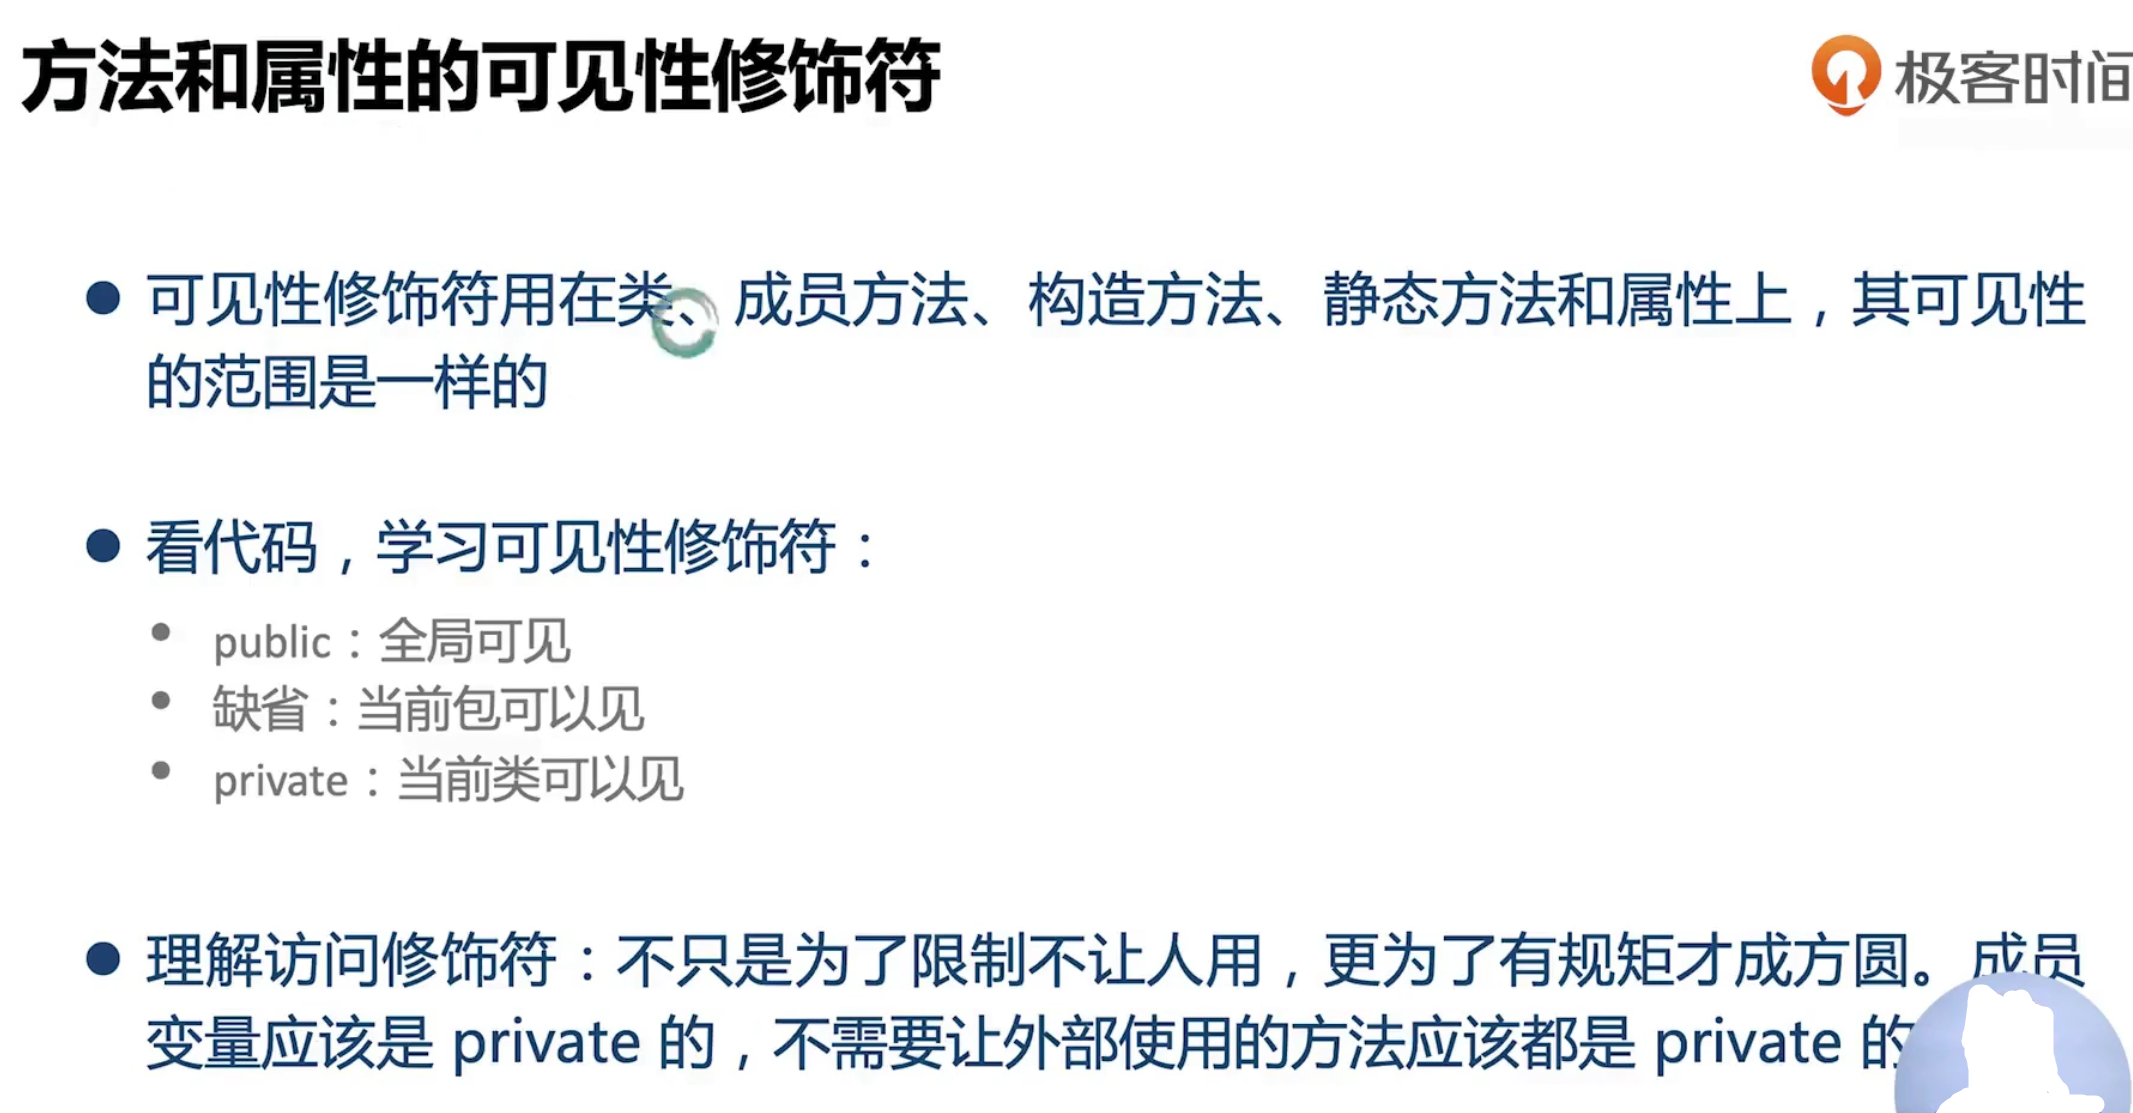 方法和属性的可见性修饰符
极客时间
可见性修饰符用在类、成员方法、构造方法、静态方法和属性上，其可见性
的范围是一样的
看代码，学习可见性修饰符：
public：全局可见
缺省：当前包可以见
private：当前类可以见
理解访问修饰符：不只是为了限制不让人用，更为了有规矩才成方圆。成员
变量应该是 private 的，不需要让外部使用的方法应该都是 private 的